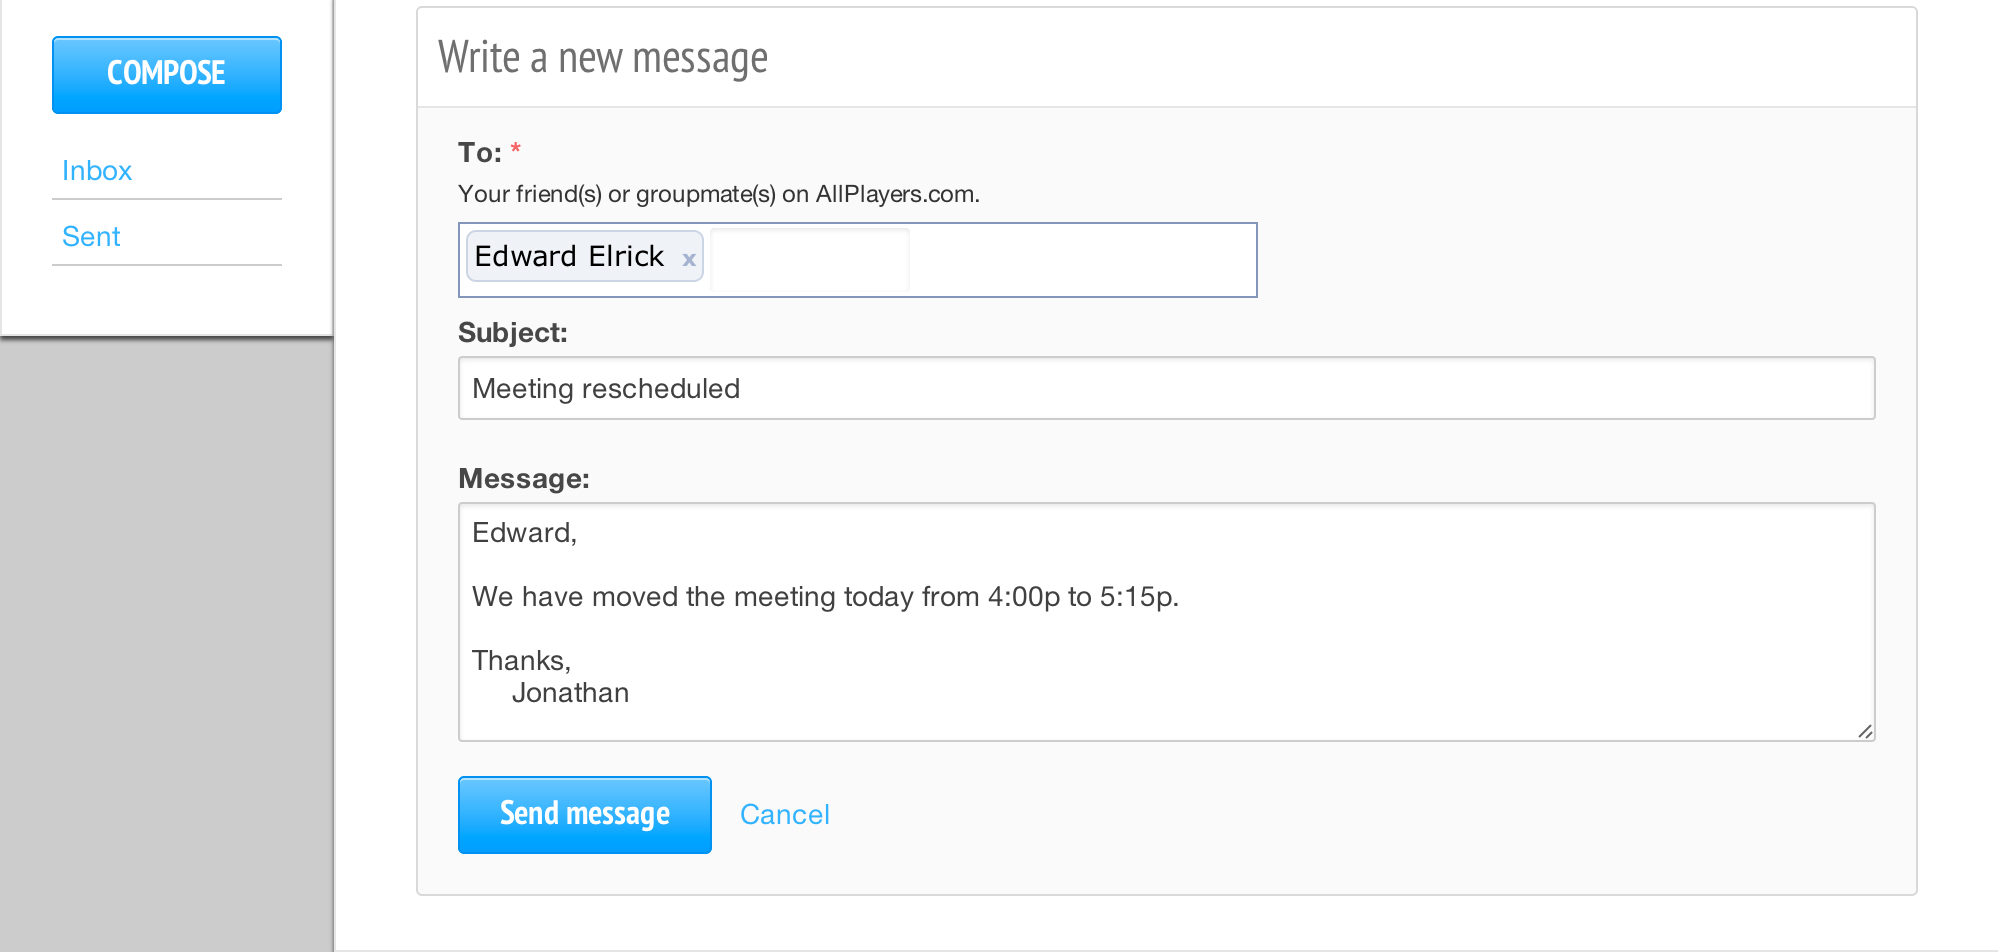 COMPOSE
Inbox
Sent
Write a new message
To: *
Your friend(s) or groupmate(s) on AllPlayers.com.
Edward Elrick x
Subject:
Meeting rescheduled
Message:
Edward,
We have moved the meeting today from 4:00p to 5:15p.
Thanks,
Jonathan
Send message Cancel